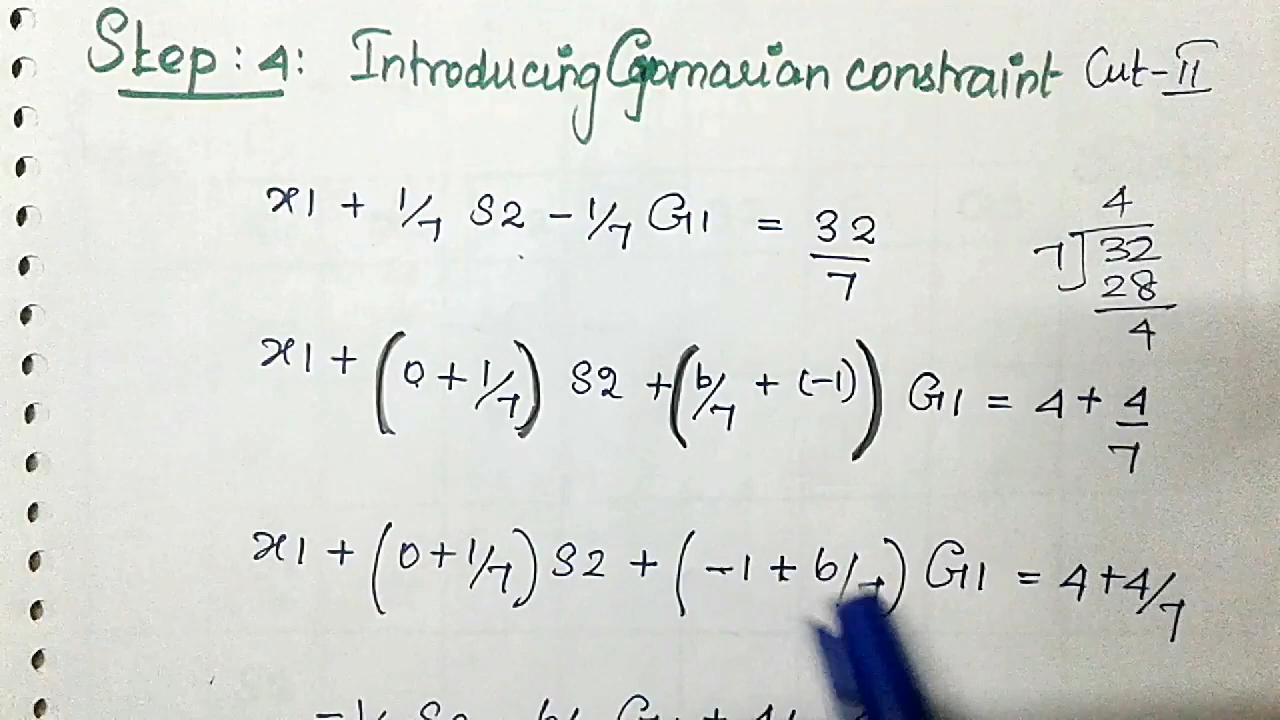 Step: 4: Introducing Gomarian constraint Cut-II
x1 + 1/7 S2 - 1/7 G1 = 32/7
4
7 32
28
4
x1 + (0 + 1/7) S2 + (6/7 + (-1)) G1 = 4 + 4/7
x1 + (0 + 1/7) S2 + (-1 + 6/7) G1 = 4 + 4/7